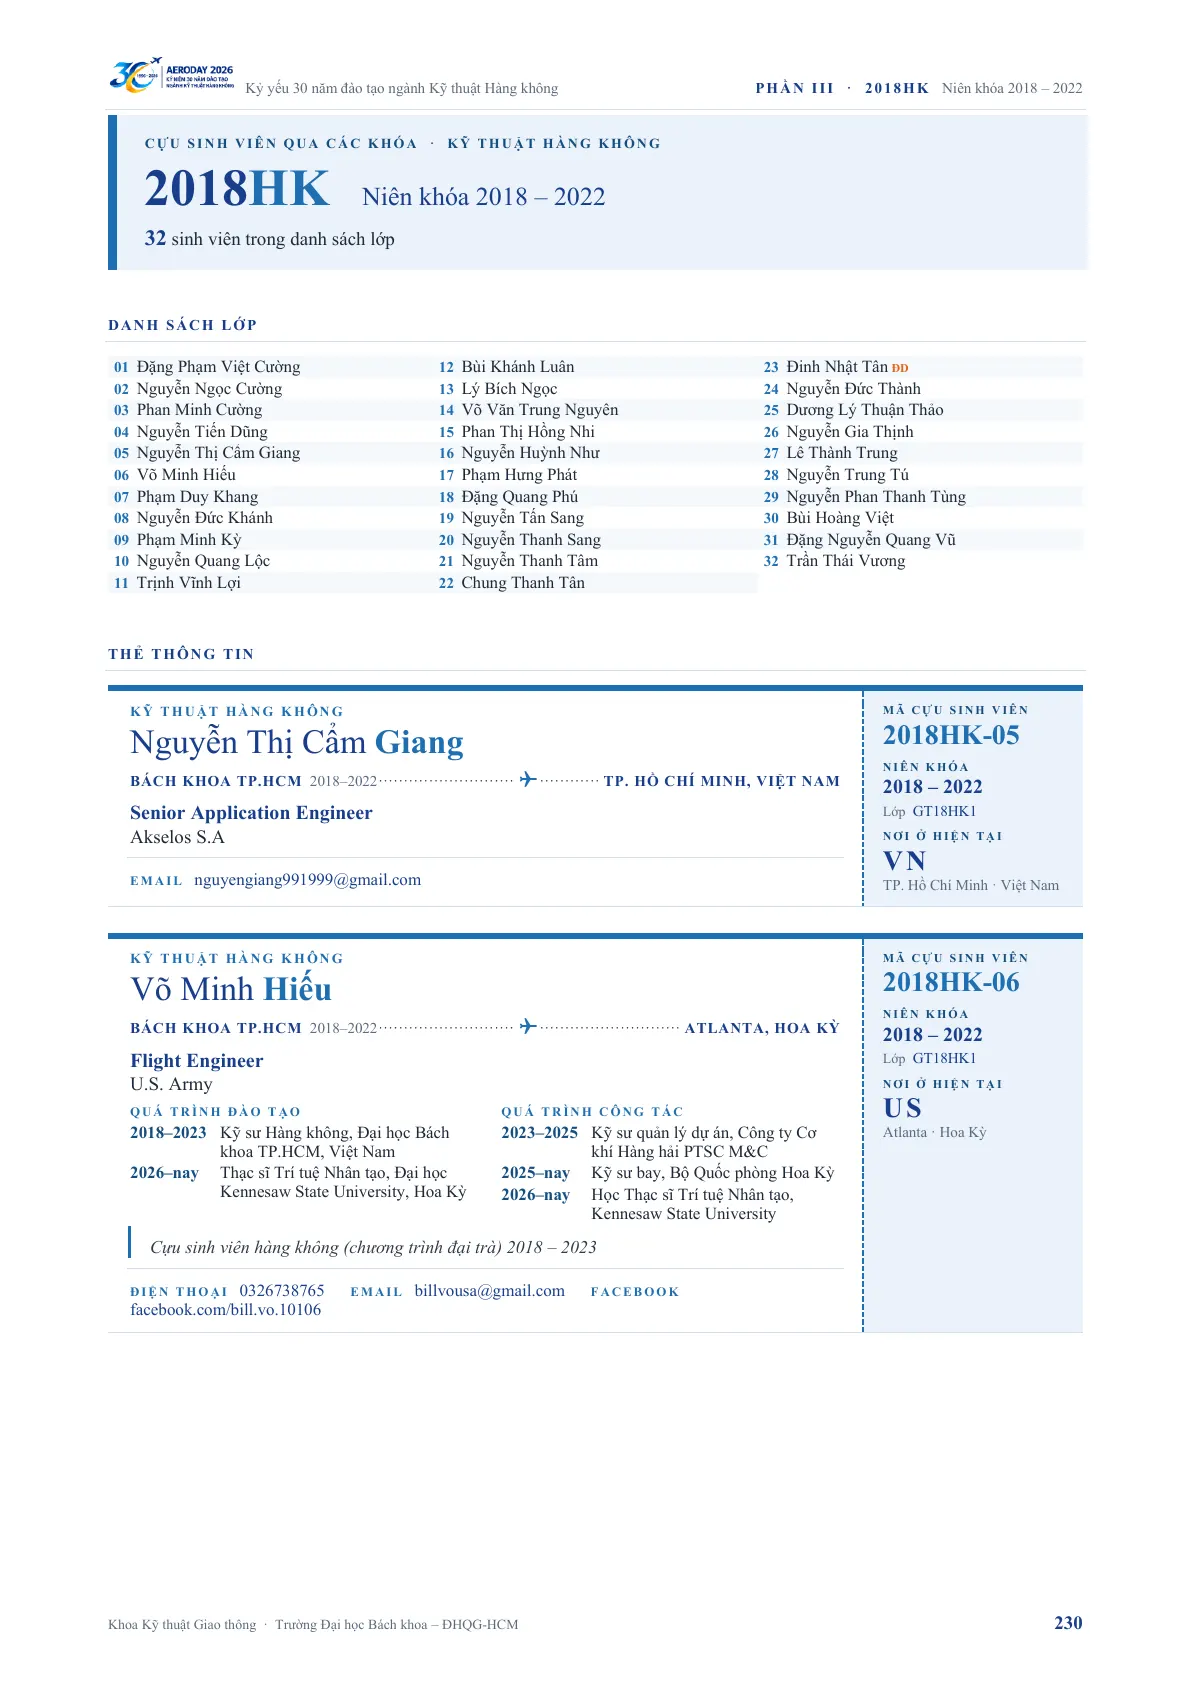 30 1996 - 2026 AERODAY 2026
KỶ NIỆM 30 NĂM ĐÀO TẠO
NGÀNH KỸ THUẬT HÀNG KHÔNG
Kỷ yếu 30 năm đào tạo ngành Kỹ thuật Hàng không
PHẦN III · 2018HK Niên khóa 2018 – 2022
CỰU SINH VIÊN QUA CÁC KHÓA · KỸ THUẬT HÀNG KHÔNG
2018HK Niên khóa 2018 – 2022
32 sinh viên trong danh sách lớp
DANH SÁCH LỚP
01 Đặng Phạm Việt Cường
02 Nguyễn Ngọc Cường
03 Phan Minh Cường
04 Nguyễn Tiến Dũng
05 Nguyễn Thị Cẩm Giang
06 Võ Minh Hiếu
07 Phạm Duy Khang
08 Nguyễn Đức Khánh
09 Phạm Minh Kỳ
10 Nguyễn Quang Lộc
11 Trịnh Vĩnh Lợi
12 Bùi Khánh Luân
13 Lý Bích Ngọc
14 Võ Văn Trung Nguyên
15 Phan Thị Hồng Nhi
16 Nguyễn Huỳnh Như
17 Phạm Hưng Phát
18 Đặng Quang Phú
19 Nguyễn Tấn Sang
20 Nguyễn Thanh Sang
21 Nguyễn Thanh Tâm
22 Chung Thanh Tân
23 Đinh Nhật Tân ĐD
24 Nguyễn Đức Thành
25 Dương Lý Thuận Thảo
26 Nguyễn Gia Thịnh
27 Lê Thành Trung
28 Nguyễn Trung Tú
29 Nguyễn Phan Thanh Tùng
30 Bùi Hoàng Việt
31 Đặng Nguyễn Quang Vũ
32 Trần Thái Vương
THẺ THÔNG TIN
KỸ THUẬT HÀNG KHÔNG
Nguyễn Thị Cẩm Giang
BÁCH KHOA TP.HCM 2018–2022 TP. HỒ CHÍ MINH, VIỆT NAM
Senior Application Engineer
Akselos S.A
EMAIL nguyengiang991999@gmail.com
MÃ CỰU SINH VIÊN
2018HK-05
NIÊN KHÓA
2018 – 2022
Lớp GT18HK1
NƠI Ở HIỆN TẠI
VN
TP. Hồ Chí Minh · Việt Nam
KỸ THUẬT HÀNG KHÔNG
Võ Minh Hiếu
BÁCH KHOA TP.HCM 2018–2022 ATLANTA, HOA KỲ
Flight Engineer
U.S. Army
QUÁ TRÌNH ĐÀO TẠO
2018–2023 Kỹ sư Hàng không, Đại học Bách
khoa TP.HCM, Việt Nam
2026–nay Thạc sĩ Trí tuệ Nhân tạo, Đại học
Kennesaw State University, Hoa Kỳ
QUÁ TRÌNH CÔNG TÁC
2023–2025 Kỹ sư quản lý dự án, Công ty Cơ
khí Hàng hải PTSC M&C
2025–nay Kỹ sư bay, Bộ Quốc phòng Hoa Kỳ
2026–nay Học Thạc sĩ Trí tuệ Nhân tạo,
Kennesaw State University
Cựu sinh viên hàng không (chương trình đại trà) 2018 – 2023
ĐIỆN THOẠI 0326738765 EMAIL billvousa@gmail.com FACEBOOK
facebook.com/bill.vo.10106
MÃ CỰU SINH VIÊN
2018HK-06
NIÊN KHÓA
2018 – 2022
Lớp GT18HK1
NƠI Ở HIỆN TẠI
US
Atlanta · Hoa Kỳ
Khoa Kỹ thuật Giao thông · Trường Đại học Bách khoa – ĐHQG-HCM
230